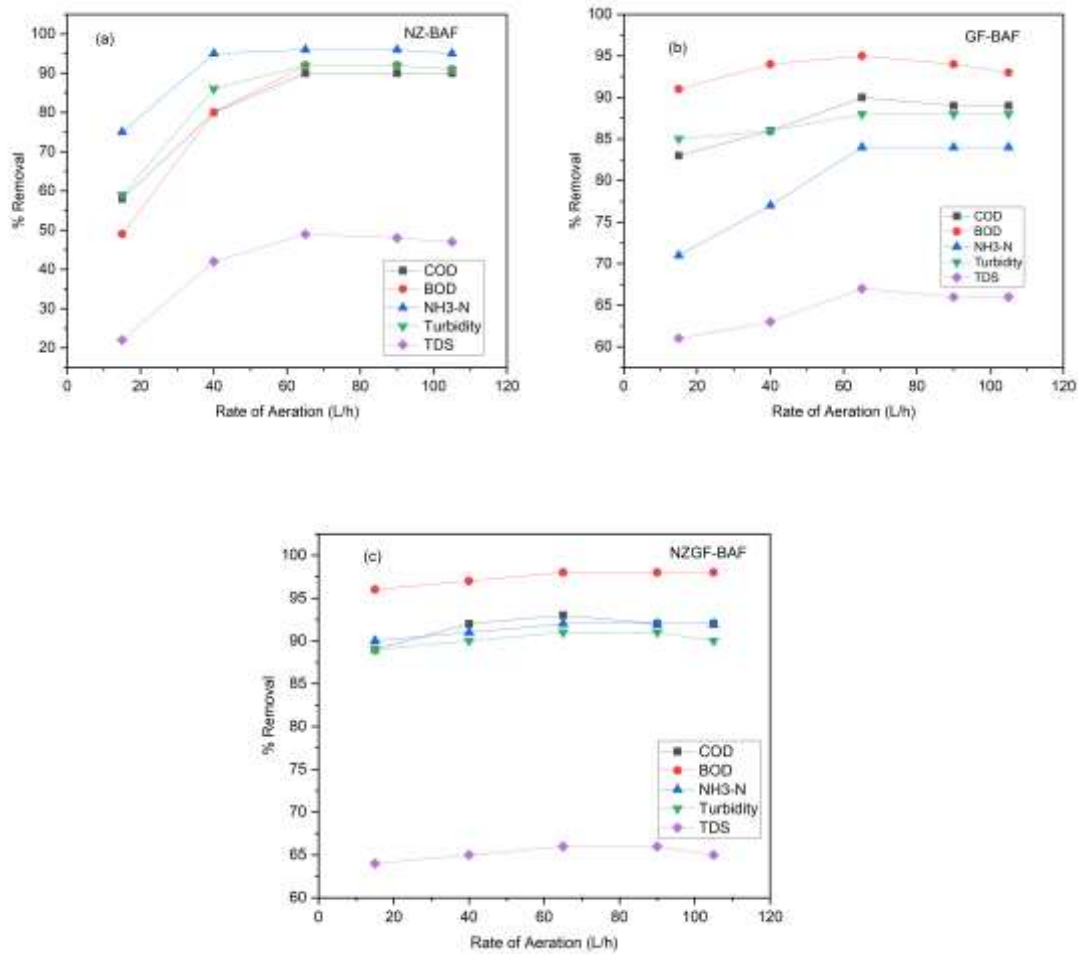 (a)
NZ-BAF
100
90
80
70
60
50
40
30
20
% Removal
COD
BOD
NH3-N
Turbidity
TDS
0
20
40
60
80
100
120
Rate of Aeration (L/h)
(b)
GF-BAF
100
95
90
85
80
75
70
65
60
% Removal
COD
BOD
NH3-N
Turbidity
TDS
0
20
40
60
80
100
120
Rate of Aeration (L/h)
(c)
NZGF-BAF
100
95
90
85
80
75
70
65
60
% Removal
COD
BOD
NH3-N
Turbidity
TDS
0
20
40
60
80
100
120
Rate of Aeration (L/h)